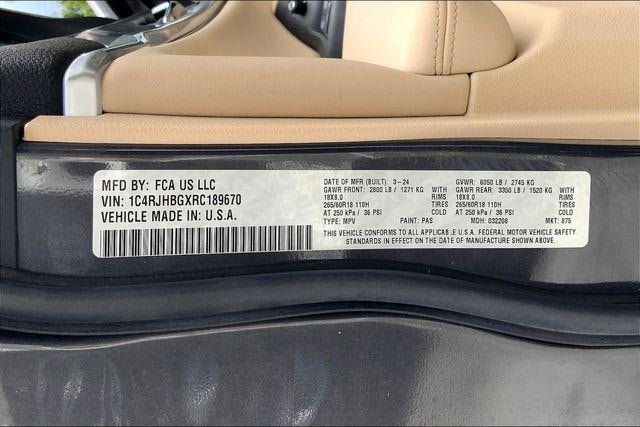 MFD BY: FCA US LLC
VIN: 1C4RJHBGXRC189670
VEHICLE MADE IN U.S.A.
DATE OF MFR (BUILT): 3-24 GVWR: 6050 LB / 2745 KG
GAWR FRONT: 2800 LB / 1271 KG GAWR REAR: 3350 LB / 1520 KG
18X8.0 RIMS 18X8.0 RIMS
265/60R18 110H TIRES 265/60R18 110H TIRES
AT 250 kPa / 36 PSI COLD AT 250 kPa / 36 PSI COLD
TYPE: MPV PAINT: PAS MDH: 032208 MKT: 875
THIS VEHICLE CONFORMS TO ALL APPLICABLE U.S.A. FEDERAL MOTOR VEHICLE SAFETY
STANDARDS IN EFFECT ON THE DATE OF MANUFACTURE SHOWN ABOVE.